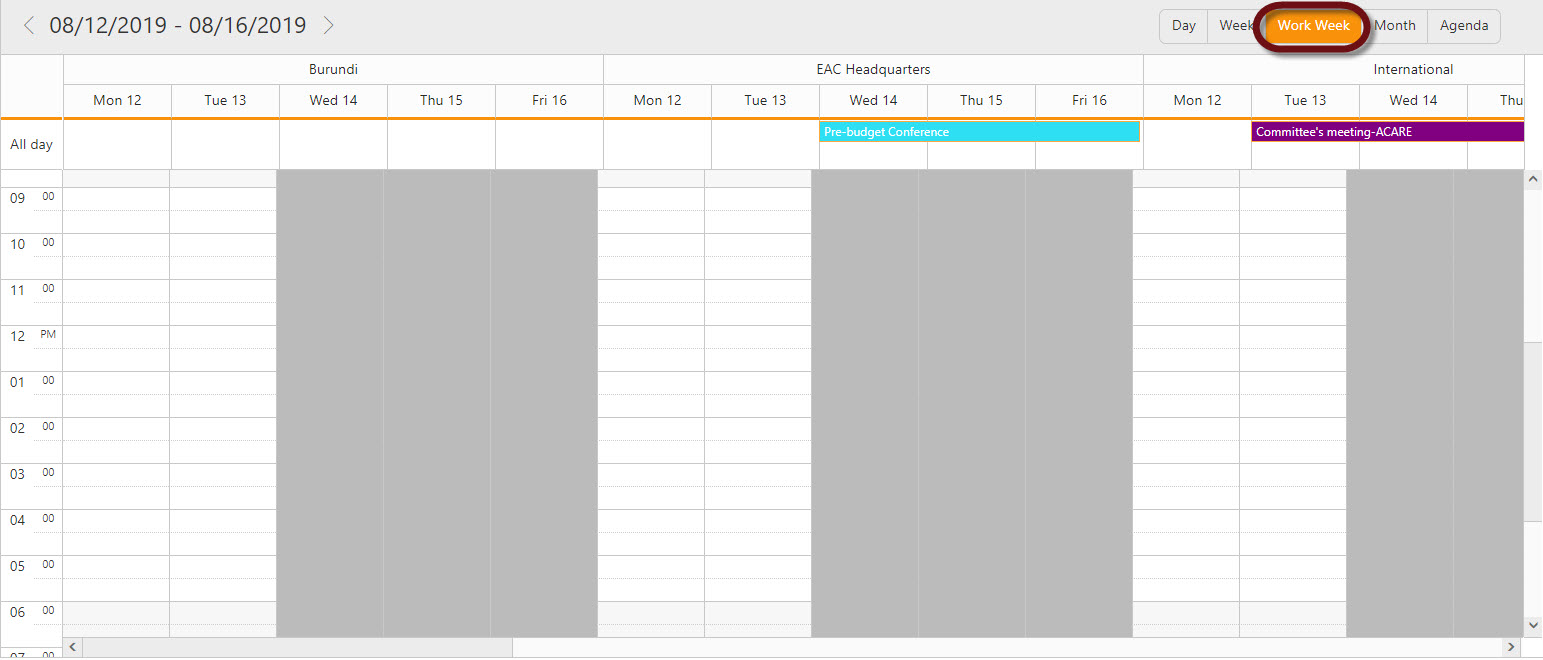 08/12/2019 - 08/16/2019
Day Week Work Week Month Agenda
Burundi EAC Headquarters International
Mon 12 Tue 13 Wed 14 Thu 15 Fri 16 Mon 12 Tue 13 Wed 14 Thu 15 Fri 16 Mon 12 Tue 13 Wed 14 Thu
All day
Pre-budget Conference Committee's meeting-ACARE
09 00
10 00
11 00
12 PM
01 00
02 00
03 00
04 00
05 00
06 00
07 00